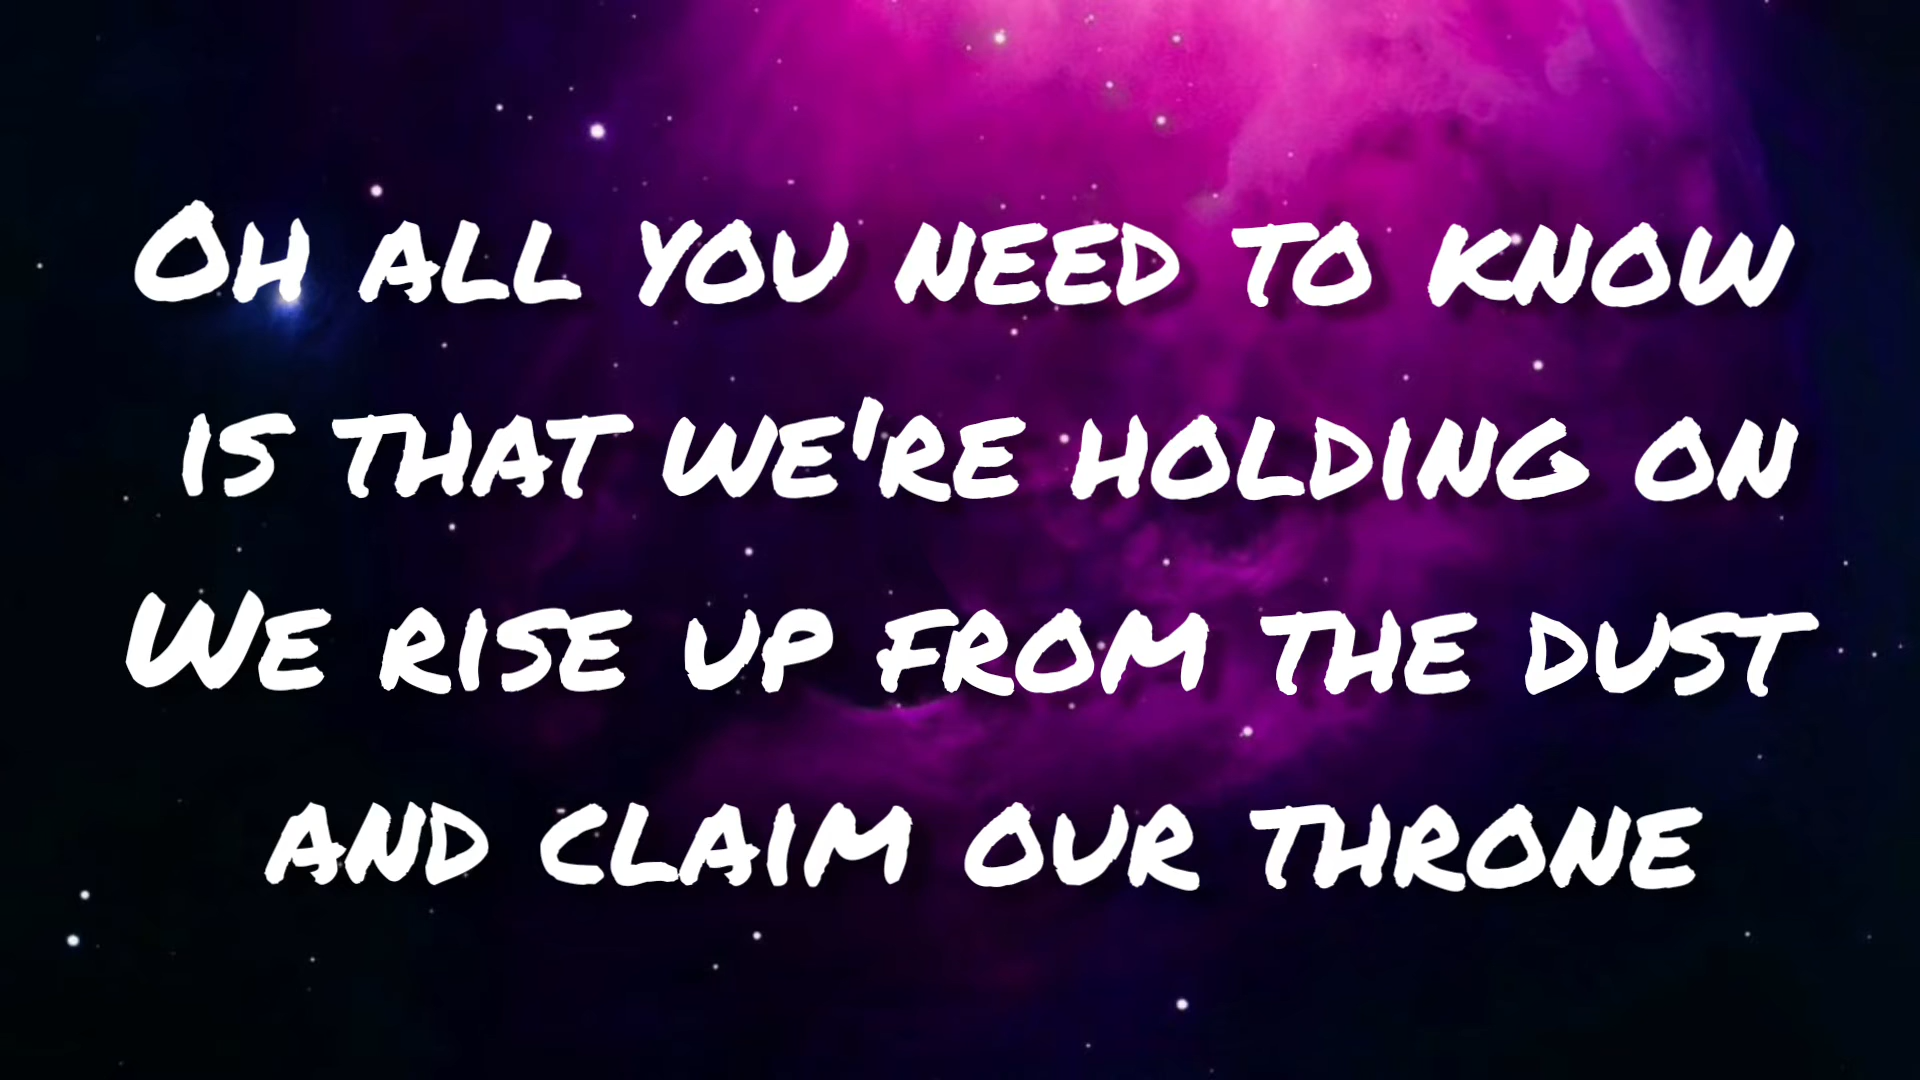 Oh all you need to know
is that we're holding on
We rise up from the dust
and claim our throne